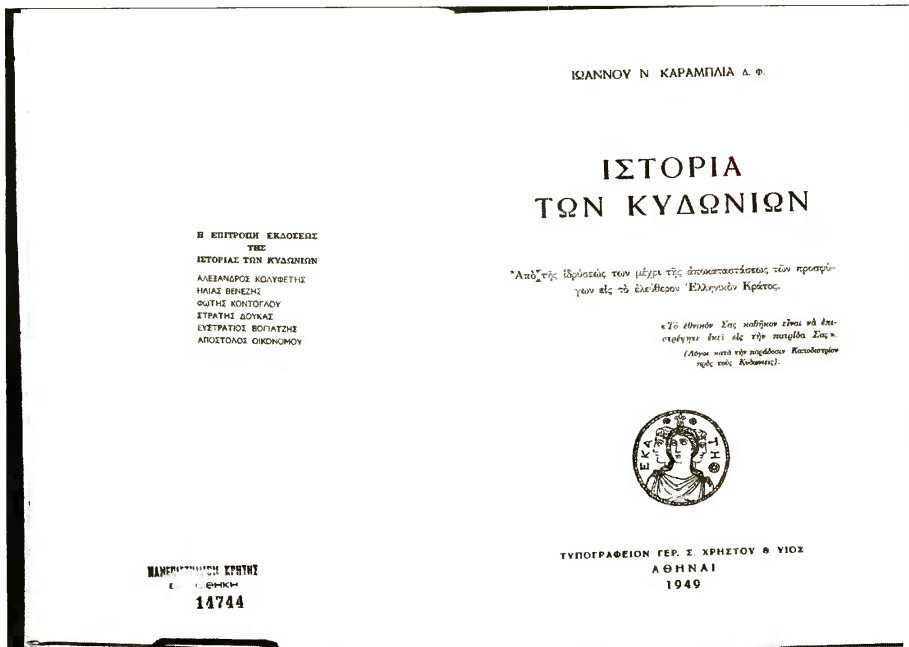 Η ΕΠΙΤΡΟΠΗ ΕΚΔΟΣΕΩΣ
ΤΗΣ
ΙΣΤΟΡΙΑΣ ΤΩΝ ΚΥΔΩΝΙΩΝ
ΑΛΕΞΑΝΔΡΟΣ ΚΟΛΥΦΕΤΗΣ
ΗΛΙΑΣ ΒΕΝΕΖΗΣ
ΦΩΤΗΣ ΚΟΝΤΟΓΛΟΥ
ΣΤΡΑΤΗΣ ΔΟΥΚΑΣ
ΕΥΣΤΡΑΤΙΟΣ ΒΟΓΙΑΤΖΗΣ
ΑΠΟΣΤΟΛΟΣ ΟΙΚΟΝΟΜΟΥ
ΚΡΗΤΗΣ
14744
ΙΩΑΝΝΟΥ Ν ΚΑΡΑΜΠΛΙΑ Δ. Φ.
ΙΣΤΟΡΙΑ
ΤΩΝ ΚΥΔΩΝΙΩΝ
Ἀπὸ τῆς ἱδρύσεώς των μέχρι τῆς ἀποκαταστάσεως τῶν προσφύ-
γων εἰς τὸ ἐλεύθερον Ἑλληνικὸν Κράτος.
«Τὸ ἐθνικόν Σας καθῆκον εἶναι νὰ ἐπι-
στρέψητε ἐκεῖ εἰς τὴν πατρίδα Σας».
(Λόγοι κατὰ τὴν παράδοσιν Καποδιστρίου
πρὸς τοὺς Κυδωνιεῖς).
ΕΚΑ ΤΗ
ΤΥΠΟΓΡΑΦΕΙΟΝ ΓΕΡ. Σ. ΧΡΗΣΤΟΥ & ΥΙΟΣ
ΑΘΗΝΑΙ
1949